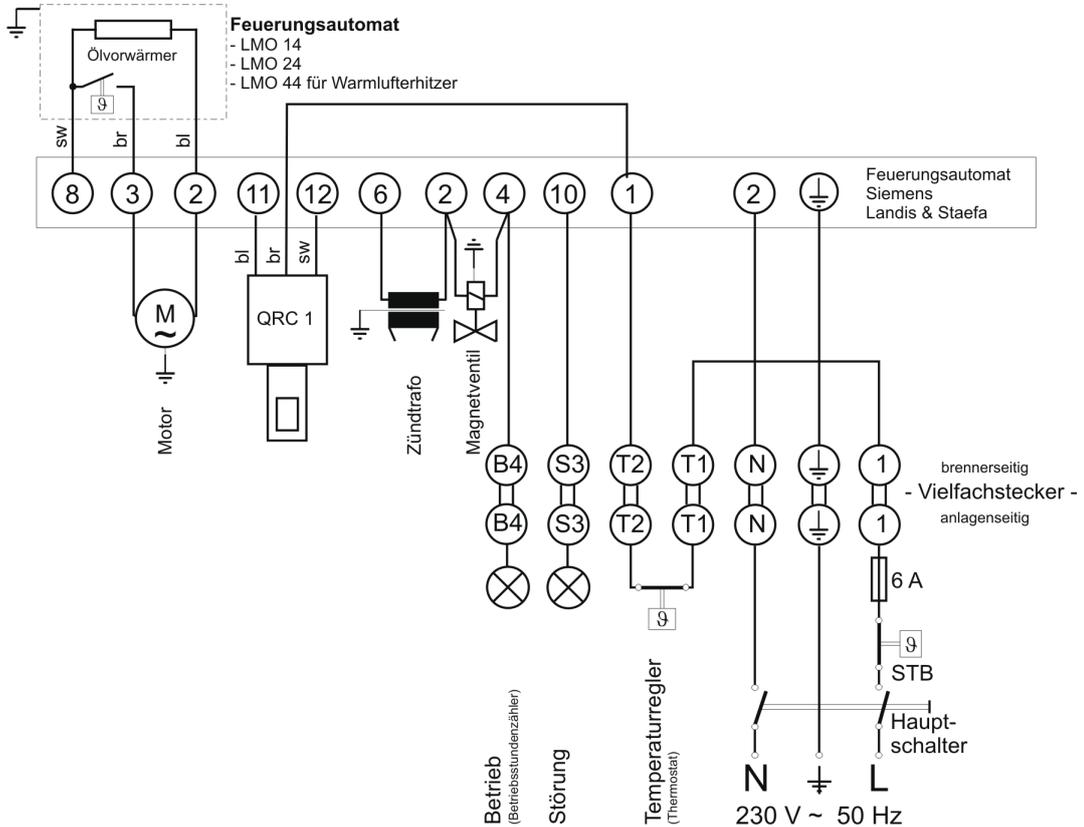 Feuerungsautomat
- LMO 14
- LMO 24
- LMO 44 für Warmlufterhitzer
Ölvorwärmer
ϑ
sw
br
bl
8
3
2
11
12
6
2
4
10
1
2
Feuerungsautomat
Siemens
Landis & Staefa
bl
br
sw
M
~
QRC 1
Motor
Zündtrafo
Magnetventil
B4
S3
T2
T1
N
1
brennerseitig
- Vielfachstecker -
anlagenseitig
B4
S3
T2
T1
N
1
6 A
ϑ
ϑ
STB
Haupt-
schalter
Betrieb
(Betriebsstundenzähler)
Störung
Temperaturregler
(Thermostat)
N
L
230 V ~ 50 Hz